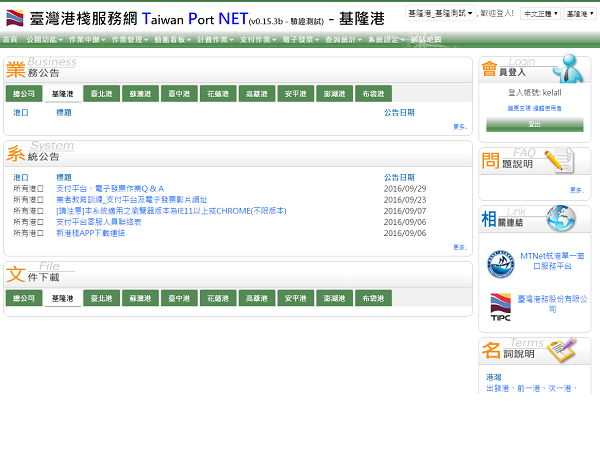 臺灣港棧服務網 Taiwan Port NET(v0.15.3b - 驗證測試) - 基隆港
基隆港_基隆測試 , 歡迎登入! 中文正體 基隆港
首頁 公開功能 作業申辦 作業管理 動態看板 計費作業 支付作業 電子發票 查詢統計 系統設定 網站地圖
Business
業務公告
總公司 基隆港 臺北港 蘇澳港 臺中港 花蓮港 高雄港 安平港 澎湖港 布袋港
港口 標題 公告日期
更多..
System
系統公告
港口 標題 公告日期
所有港口 支付平台、電子發票作業Q & A 2016/09/29
所有港口 業者教育訓練_支付平台及電子發票影片網址 2016/09/23
所有港口 [請注意]本系統適用之瀏覽器版本為IE11以上或CHROME(不限版本) 2016/09/07
所有港口 支付平台客服人員聯絡表 2016/09/06
所有港口 新港棧APP下載連結 2016/09/06
更多..
File
文件下載
總公司 基隆港 臺北港 蘇澳港 臺中港 花蓮港 高雄港 安平港 澎湖港 布袋港
Login
會員登入
登入帳號: kelall
變更密碼
登出
FAQ
問題說明
更多..
Link
相關連結
MTNet航港單一窗
口服務平台
TIPC
臺灣港務股份有限公
司
Terms
名詞說明
港灣
出發港、前一港、次一港、